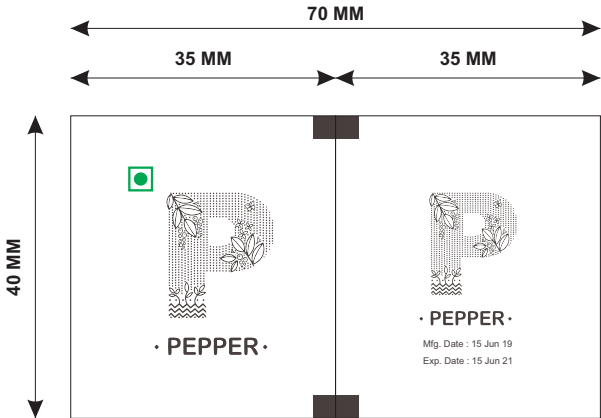 70 MM
35 MM
35 MM
40 MM
P
· PEPPER ·
P
· PEPPER ·
Mfg. Date : 15 Jun 19
Exp. Date : 15 Jun 21